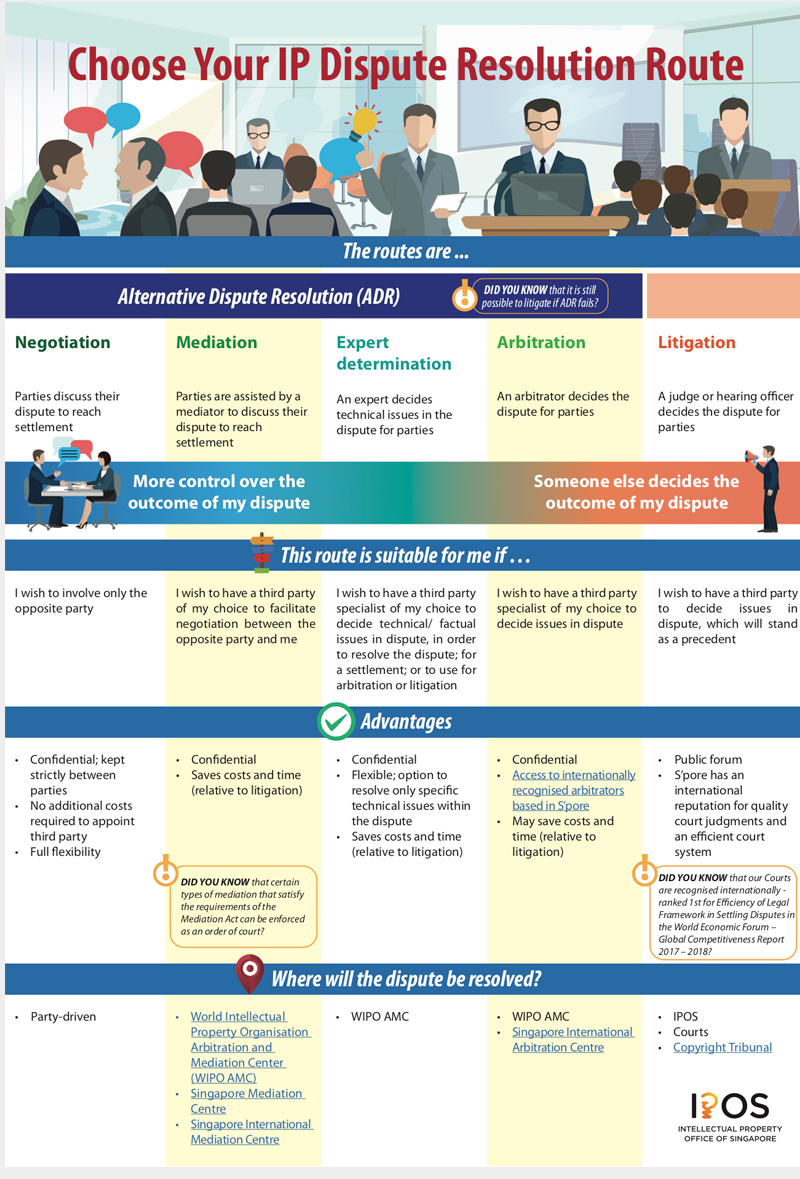 Choose Your IP Dispute Resolution Route
The routes are ...
Alternative Dispute Resolution (ADR)
DID YOU KNOW that it is still
possible to litigate if ADR fails?
Negotiation
Parties discuss their
dispute to reach
settlement
Mediation
Parties are assisted by a
mediator to discuss their
dispute to reach
settlement
Expert
determination
An expert decides
technical issues in the
dispute for parties
Arbitration
An arbitrator decides the
dispute for parties
Litigation
A judge or hearing officer
decides the dispute for
parties
More control over the
outcome of my dispute
Someone else decides the
outcome of my dispute
This route is suitable for me if . . .
I wish to involve only the
opposite party
I wish to have a third party
of my choice to facilitate
negotiation between the
opposite party and me
I wish to have a third party
specialist of my choice to
decide technical/ factual
issues in dispute, in order
to resolve the dispute; for
a settlement; or to use for
arbitration or litigation
I wish to have a third party
specialist of my choice to
decide issues in dispute
I wish to have a third party
to decide issues in
dispute, which will stand
as a precedent
Advantages
• Confidential; kept
strictly between
parties
• No additional costs
required to appoint
third party
• Full flexibility
• Confidential
• Saves costs and time
(relative to litigation)
DID YOU KNOW that certain
types of mediation that satisfy
the requirements of the
Mediation Act can be enforced
as an order of court?
• Confidential
• Flexible; option to
resolve only specific
technical issues within
the dispute
• Saves costs and time
(relative to litigation)
• Confidential
• Access to internationally
recognised arbitrators
based in S'pore
• May save costs and
time (relative to
litigation)
• Public forum
• S'pore has an
international
reputation for quality
court judgments and
an efficient court
system
DID YOU KNOW that our Courts
are recognised internationally -
ranked 1st for Efficiency of Legal
Framework in Settling Disputes in
the World Economic Forum –
Global Competitiveness Report
2017 – 2018?
Where will the dispute be resolved?
• Party-driven
• World Intellectual
Property Organisation
Arbitration and
Mediation Center
(WIPO AMC)
• Singapore Mediation
Centre
• Singapore International
Mediation Centre
• WIPO AMC
• WIPO AMC
• Singapore International
Arbitration Centre
• IPOS
• Courts
• Copyright Tribunal
IPOS
INTELLECTUAL PROPERTY
OFFICE OF SINGAPORE